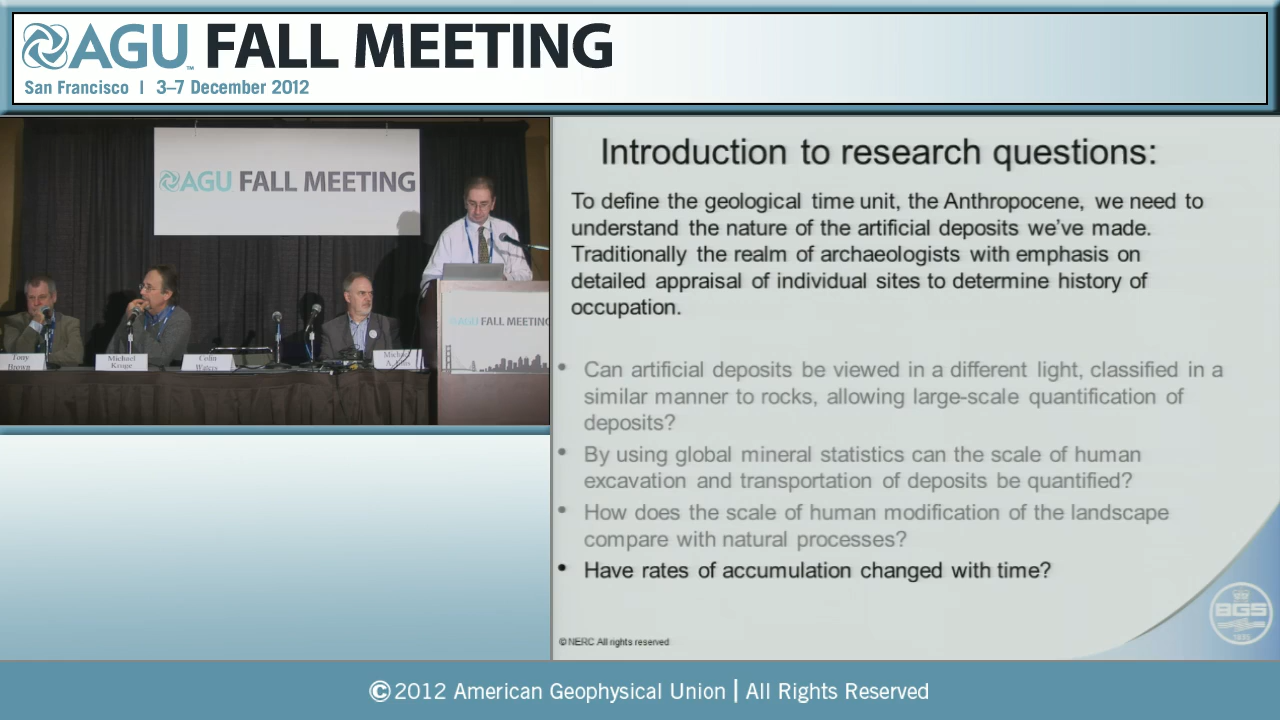 AGU FALL MEETING
San Francisco | 3–7 December 2012
AGU FALL MEETING
AGU FALL MEETING
Tony
Brown
Michael
Kruge
Colin
Waters
Michael
Introduction to research questions:
To define the geological time unit, the Anthropocene, we need to
understand the nature of the artificial deposits we’ve made.
Traditionally the realm of archaeologists with emphasis on
detailed appraisal of individual sites to determine history of
occupation.
• Can artificial deposits be viewed in a different light, classified in a
similar manner to rocks, allowing large-scale quantification of
deposits?
• By using global mineral statistics can the scale of human
excavation and transportation of deposits be quantified?
• How does the scale of human modification of the landscape
compare with natural processes?
• Have rates of accumulation changed with time?
© NERC All rights reserved
BGS
© 2012 American Geophysical Union | All Rights Reserved